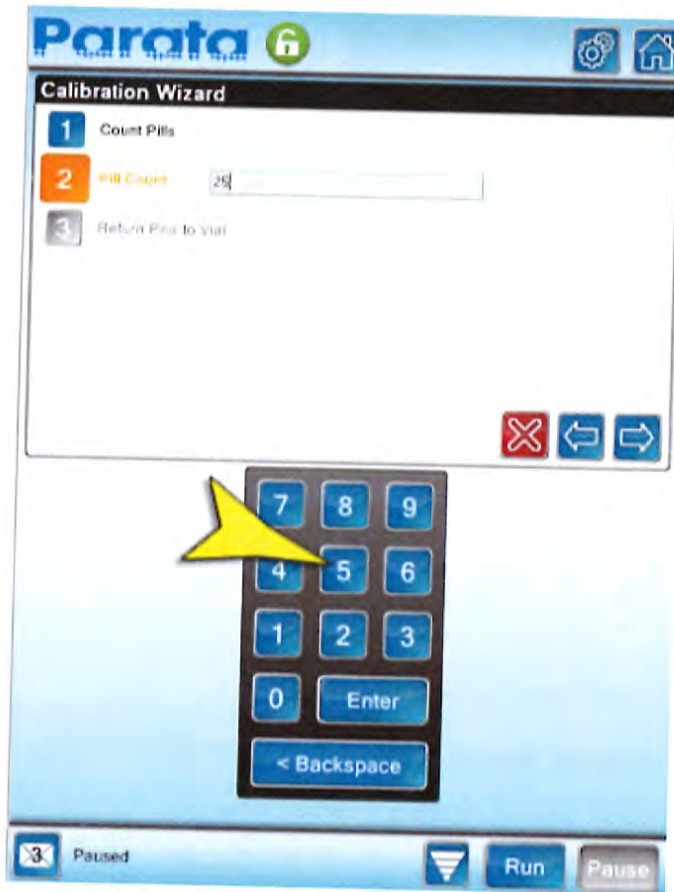 Parata
Calibration Wizard
1 Count Pills
2 Pill Count 25
3 Return Pills to Vial
7 8 9
4 5 6
1 2 3
0 Enter
< Backspace
3 Paused Run Pause